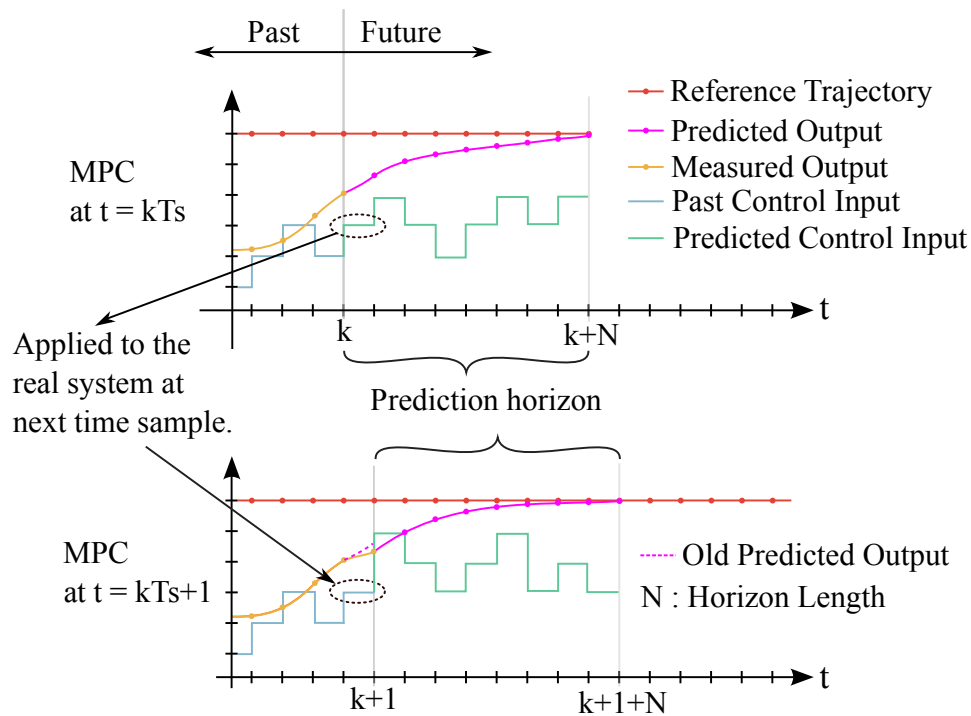 Past
Future
Reference Trajectory
Predicted Output
Measured Output
Past Control Input
Predicted Control Input
MPC
at t = kTs
t
k
k+N
Applied to the
real system at
next time sample.
Prediction horizon
MPC
at t = kTs+1
Old Predicted Output
N : Horizon Length
t
k+1
k+1+N